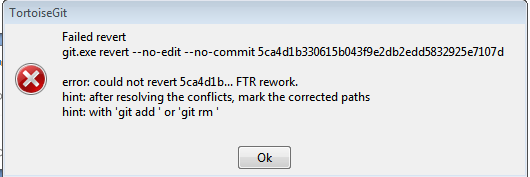 TortoiseGit
Failed revert
git.exe revert --no-edit --no-commit 5ca4d1b330615b043f9e2db2edd5832925e7107d
error: could not revert 5ca4d1b... FTR rework.
hint: after resolving the conflicts, mark the corrected paths
hint: with 'git add ' or 'git rm '
Ok